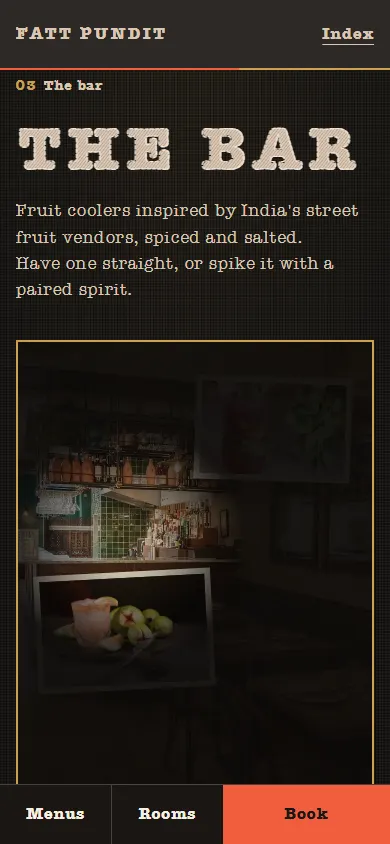 FATT PUNDIT
Index
03 The bar
THE BAR
Fruit coolers inspired by India's street
fruit vendors, spiced and salted.
Have one straight, or spike it with a
paired spirit.
Menus
Rooms
Book